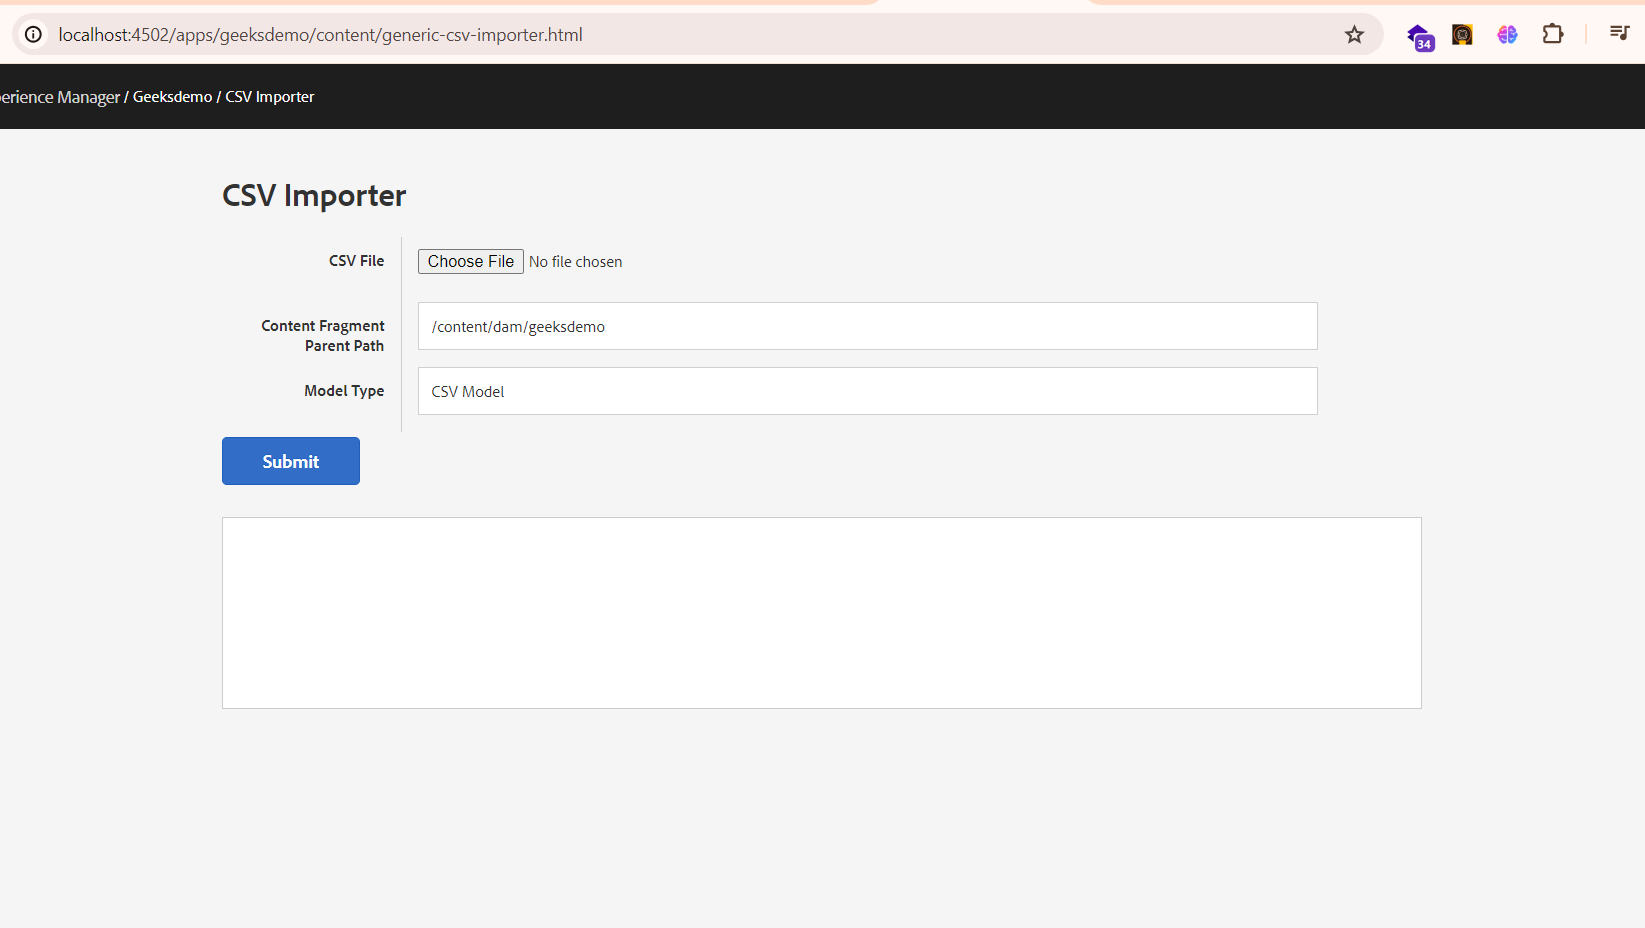 localhost:4502/apps/geeksdemo/content/generic-csv-importer.html
34
erience Manager / Geeksdemo / CSV Importer
CSV Importer
CSV File
Choose File No file chosen
Content Fragment
Parent Path
/content/dam/geeksdemo
Model Type
CSV Model
Submit